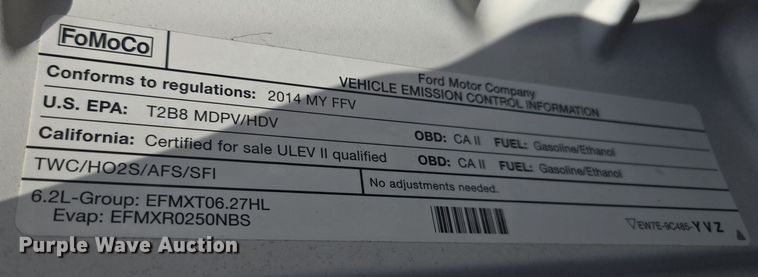 FoMoCo
Ford Motor Company
VEHICLE EMISSION CONTROL INFORMATION
Conforms to regulations: 2014 MY FFV
U.S. EPA: T2B8 MDPV/HDV OBD: CA II FUEL: Gasoline/Ethanol
California: Certified for sale ULEV II qualified OBD: CA II FUEL: Gasoline/Ethanol
TWC/HO2S/AFS/SFI No adjustments needed.
6.2L-Group: EFMXT06.27HL
Evap: EFMXR0250NBS
EW7E-9C485-YVZ
Purple Wave Auction